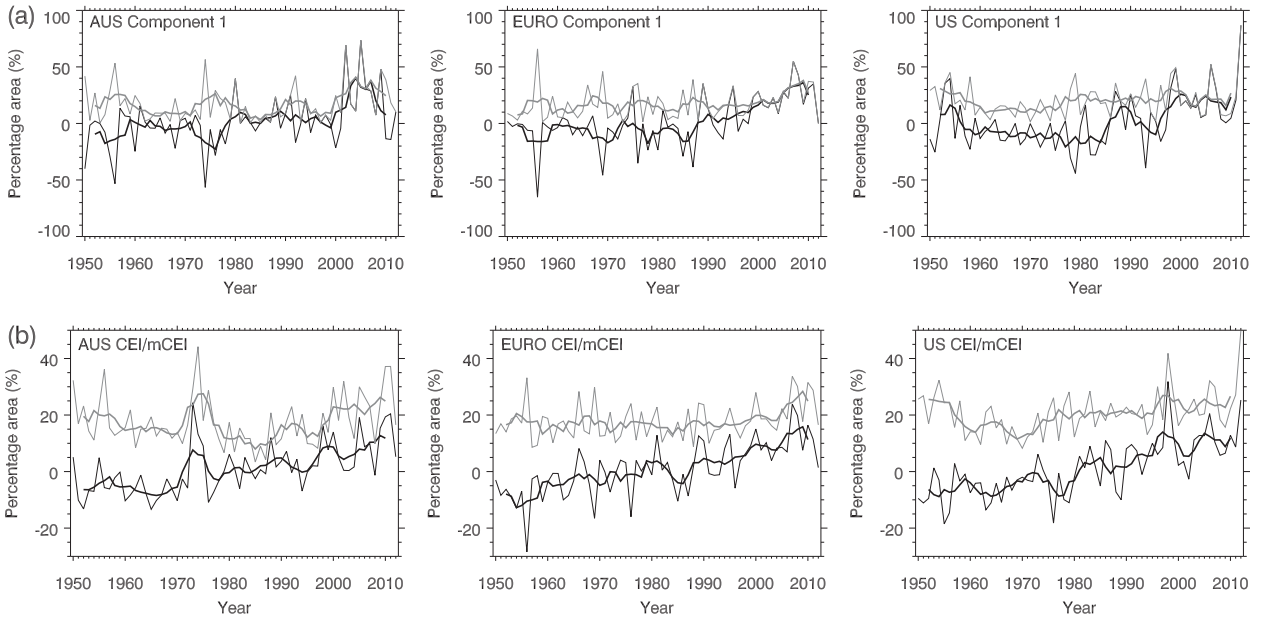 (a)
AUS Component 1
EURO Component 1
US Component 1
Percentage area (%)
Percentage area (%)
Percentage area (%)
100
50
0
-50
-100
100
50
0
-50
-100
100
50
0
-50
-100
1950 1960 1970 1980 1990 2000 2010
1950 1960 1970 1980 1990 2000 2010
1950 1960 1970 1980 1990 2000 2010
Year
Year
Year
(b)
AUS CEI/mCEI
EURO CEI/mCEI
US CEI/mCEI
Percentage area (%)
Percentage area (%)
Percentage area (%)
40
20
0
-20
40
20
0
-20
40
20
0
-20
1950 1960 1970 1980 1990 2000 2010
1950 1960 1970 1980 1990 2000 2010
1950 1960 1970 1980 1990 2000 2010
Year
Year
Year